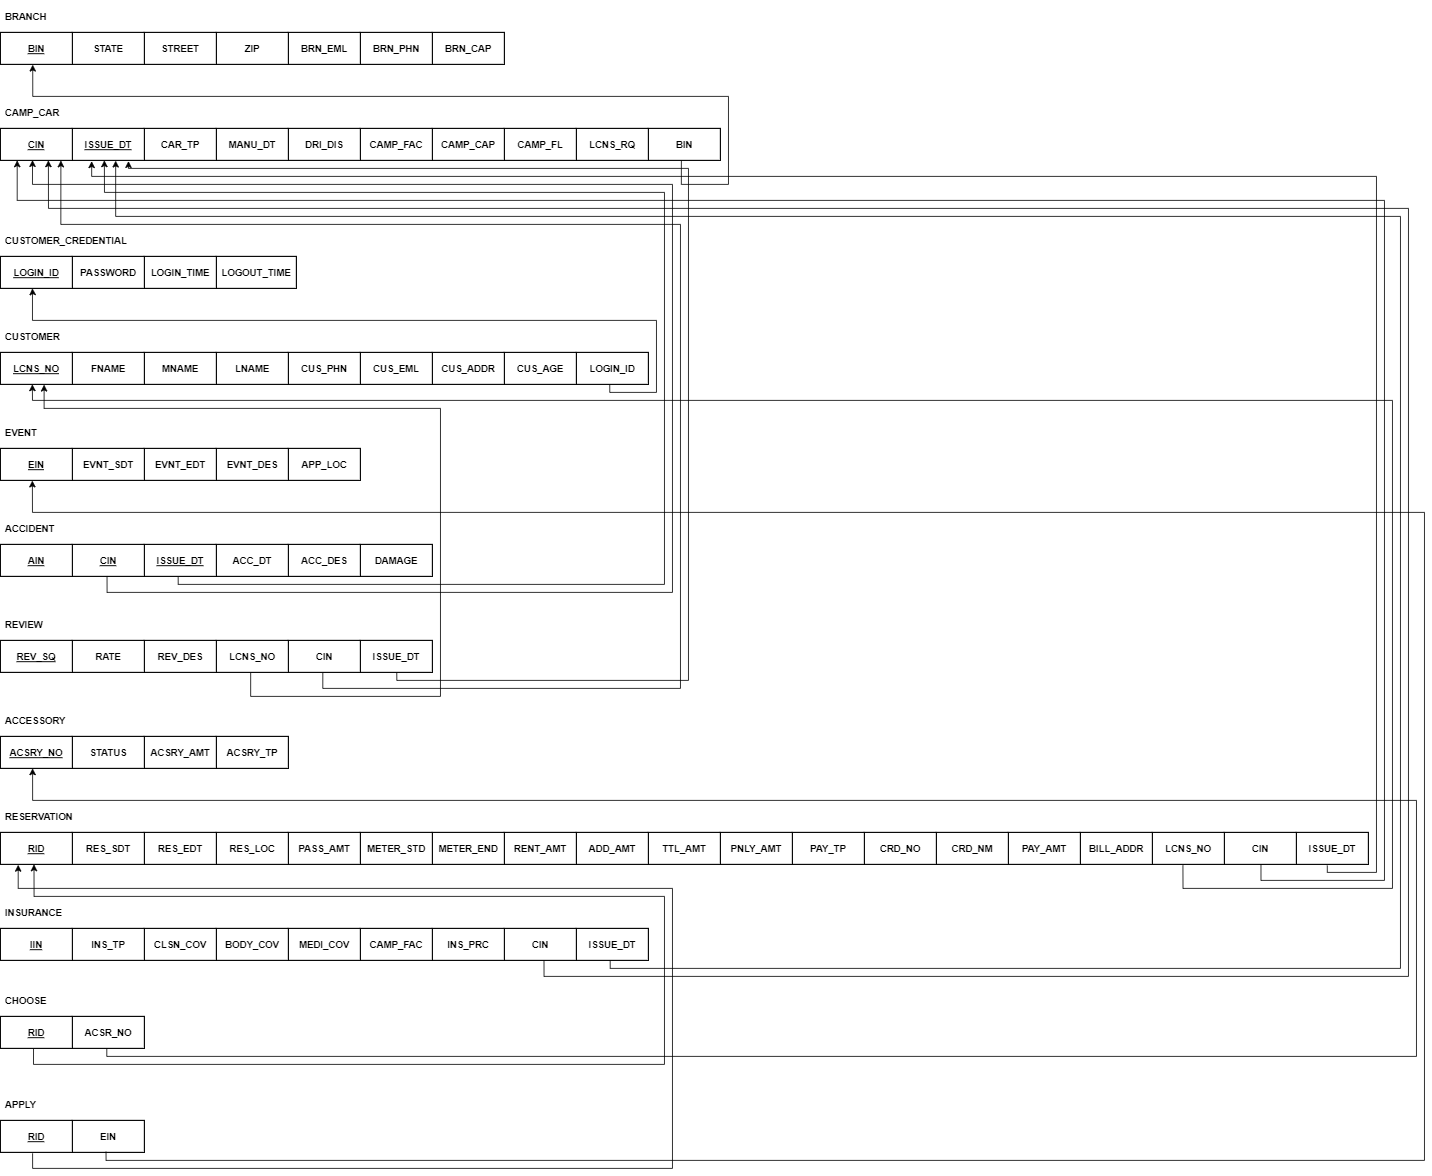 BRANCH
BIN STATE STREET ZIP BRN_EML BRN_PHN BRN_CAP
CAMP_CAR
CIN ISSUE_DT CAR_TP MANU_DT DRI_DIS CAMP_FAC CAMP_CAP CAMP_FL LCNS_RQ BIN
CUSTOMER_CREDENTIAL
LOGIN_ID PASSWORD LOGIN_TIME LOGOUT_TIME
CUSTOMER
LCNS_NO FNAME MNAME LNAME CUS_PHN CUS_EML CUS_ADDR CUS_AGE LOGIN_ID
EVENT
EIN EVNT_SDT EVNT_EDT EVNT_DES APP_LOC
ACCIDENT
AIN CIN ISSUE_DT ACC_DT ACC_DES DAMAGE
REVIEW
REV_SQ RATE REV_DES LCNS_NO CIN ISSUE_DT
ACCESSORY
ACSRY_NO STATUS ACSRY_AMT ACSRY_TP
RESERVATION
RID RES_SDT RES_EDT RES_LOC PASS_AMT METER_STD METER_END RENT_AMT ADD_AMT TTL_AMT PNLY_AMT PAY_TP CRD_NO CRD_NM PAY_AMT BILL_ADDR LCNS_NO CIN ISSUE_DT
INSURANCE
IIN INS_TP CLSN_COV BODY_COV MEDI_COV CAMP_FAC INS_PRC CIN ISSUE_DT
CHOOSE
RID ACSR_NO
APPLY
RID EIN